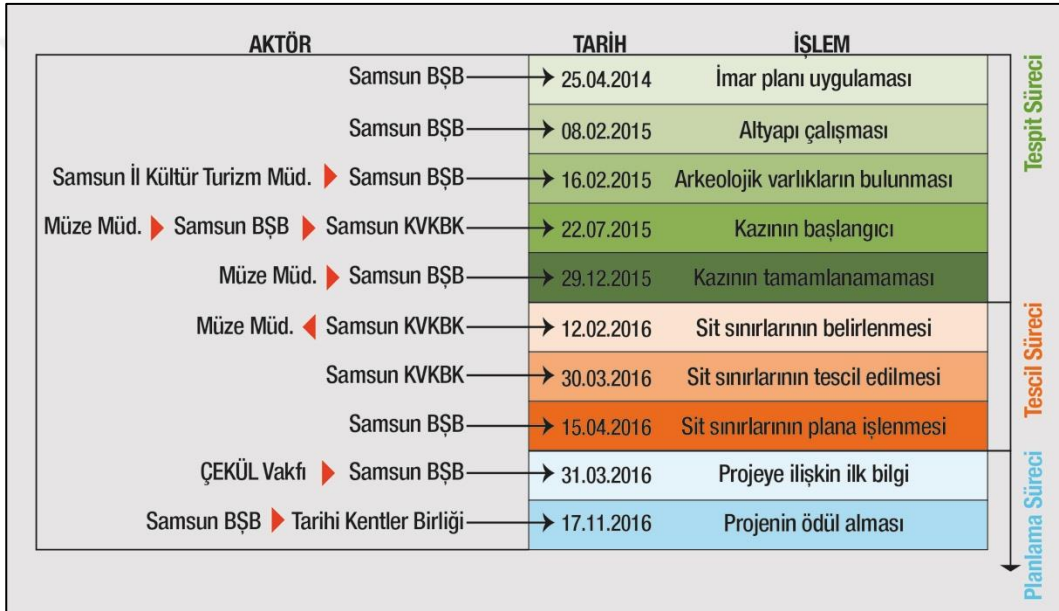 AKTÖR TARİH İŞLEM
Samsun BŞB 25.04.2014 İmar planı uygulaması
Samsun BŞB 08.02.2015 Altyapı çalışması
Samsun İl Kültür Turizm Müd. Samsun BŞB 16.02.2015 Arkeolojik varlıkların bulunması
Müze Müd. Samsun BŞB Samsun KVKBK 22.07.2015 Kazının başlangıcı
Müze Müd. Samsun BŞB 29.12.2015 Kazının tamamlanamaması
Tespit Süreci
Müze Müd. Samsun KVKBK 12.02.2016 Sit sınırlarının belirlenmesi
Samsun KVKBK 30.03.2016 Sit sınırlarının tescil edilmesi
Samsun BŞB 15.04.2016 Sit sınırlarının plana işlenmesi
Tescil Süreci
ÇEKÜL Vakfı Samsun BŞB 31.03.2016 Projeye ilişkin ilk bilgi
Samsun BŞB Tarihi Kentler Birliği 17.11.2016 Projenin ödül alması
Planlama Süreci